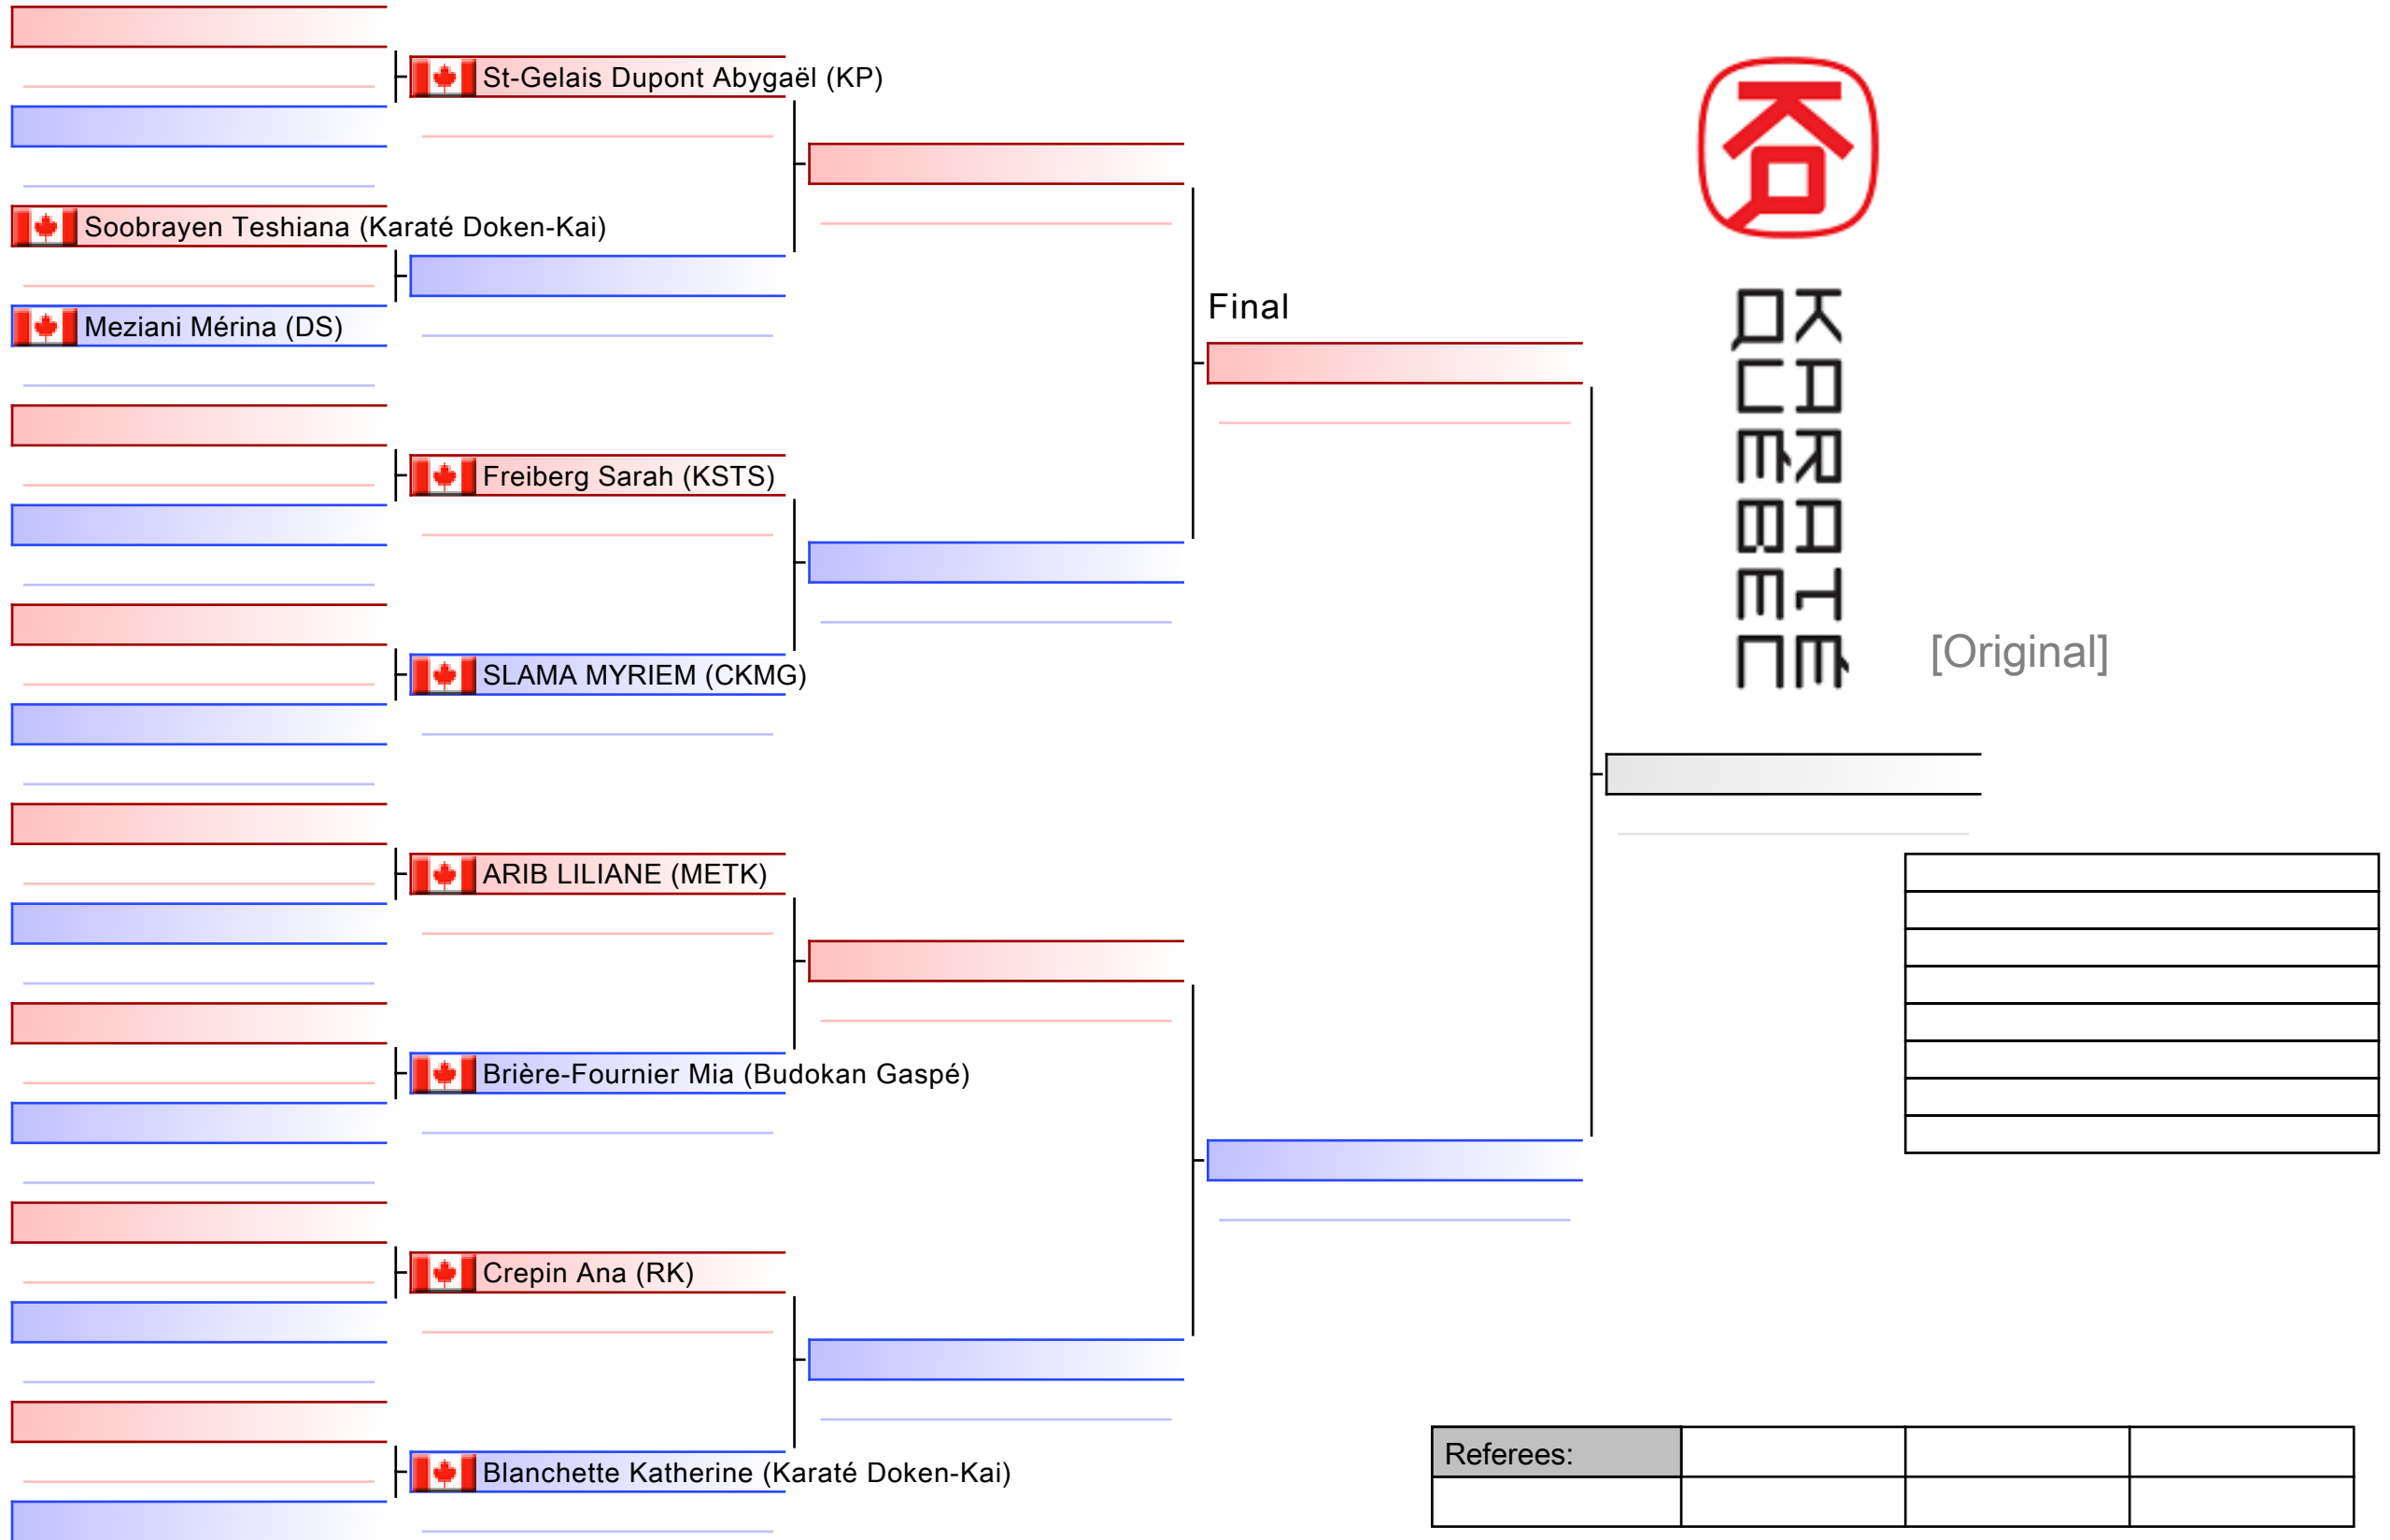 St-Gelais Dupont Abygaël (KP)
Soobrayen Teshiana (Karaté Doken-Kai)
Meziani Mérina (DS)
Final
Freiberg Sarah (KSTS)
SLAMA MYRIEM (CKMG)
ARIB LILIANE (METK)
Brière-Fournier Mia (Budokan Gaspé)
Crepin Ana (RK)
Blanchette Katherine (Karaté Doken-Kai)
KARATÉ
QUÉBEC
[Original]
Referees: